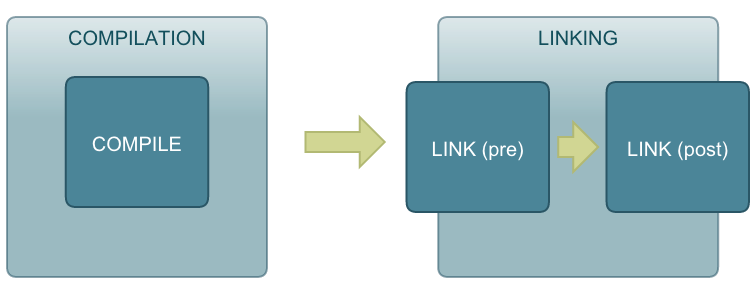 COMPILATION
COMPILE
LINKING
LINK (pre)
LINK (post)